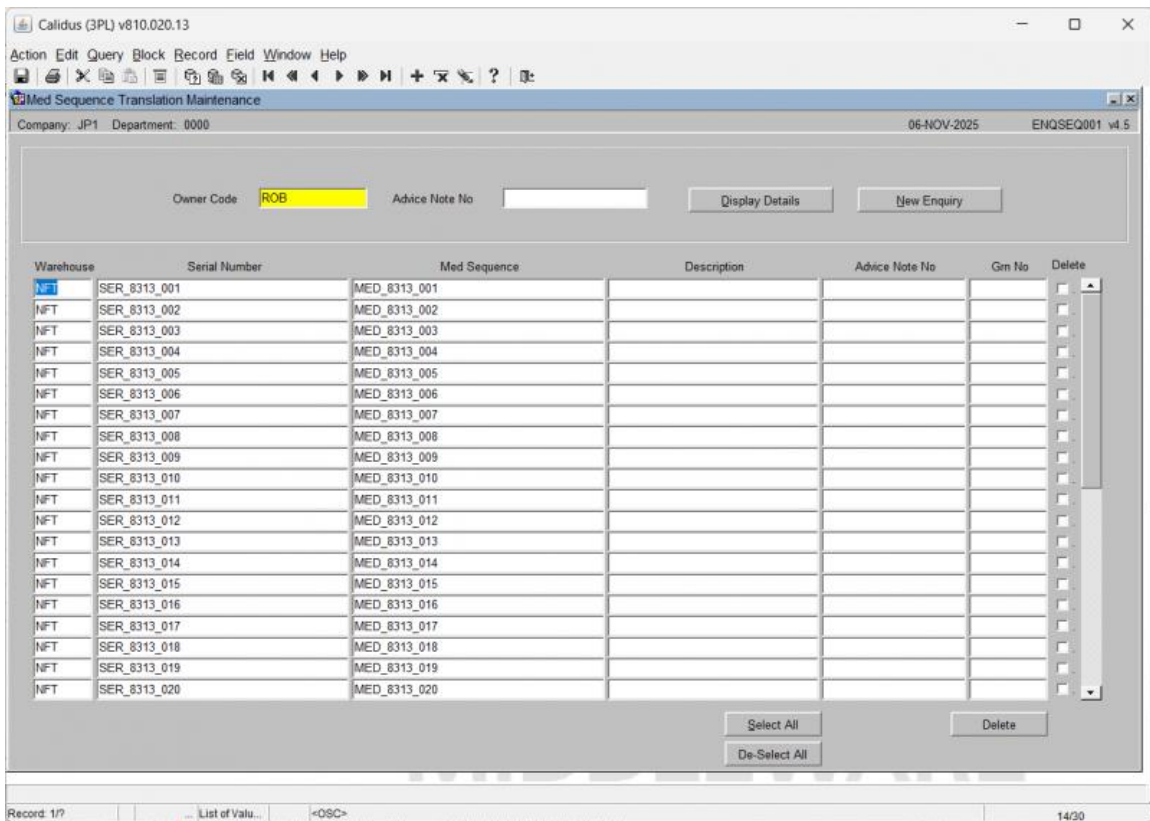 Calidus (3PL) v810.020.13
Action Edit Query Block Record Field Window Help
Med Sequence Translation Maintenance
Company: JP1 Department: 0000 06-NOV-2025 ENQSEQ001 v4.5
Owner Code ROB Advice Note No Display Details New Enquiry
Warehouse Serial Number Med Sequence Description Advice Note No Grn No Delete
NFT SER_8313_001 MED_8313_001
NFT SER_8313_002 MED_8313_002
NFT SER_8313_003 MED_8313_003
NFT SER_8313_004 MED_8313_004
NFT SER_8313_005 MED_8313_005
NFT SER_8313_006 MED_8313_006
NFT SER_8313_007 MED_8313_007
NFT SER_8313_008 MED_8313_008
NFT SER_8313_009 MED_8313_009
NFT SER_8313_010 MED_8313_010
NFT SER_8313_011 MED_8313_011
NFT SER_8313_012 MED_8313_012
NFT SER_8313_013 MED_8313_013
NFT SER_8313_014 MED_8313_014
NFT SER_8313_015 MED_8313_015
NFT SER_8313_016 MED_8313_016
NFT SER_8313_017 MED_8313_017
NFT SER_8313_018 MED_8313_018
NFT SER_8313_019 MED_8313_019
NFT SER_8313_020 MED_8313_020
Select All Delete
De-Select All
MIDDLEWARE
Record: 1/? ... List of Valu... <OSC> 14/30